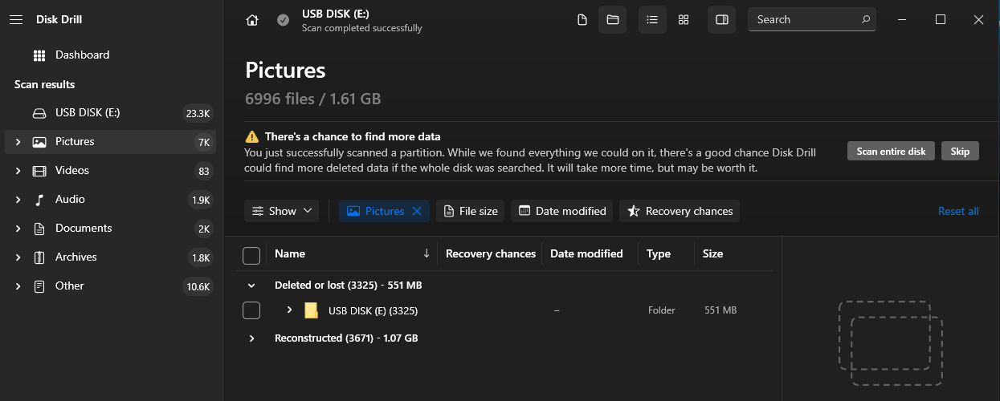 Disk Drill
Dashboard
Scan results
USB DISK (E:) 23.3K
Pictures 7K
Videos 83
Audio 1.9K
Documents 2K
Archives 1.8K
Other 10.6K
USB DISK (E:)
Scan completed successfully
Search
Pictures
6996 files / 1.61 GB
There's a chance to find more data
You just successfully scanned a partition. While we found everything we could on it, there's a good chance Disk Drill
could find more deleted data if the whole disk was searched. It will take more time, but may be worth it.
Scan entire disk Skip
Show Pictures File size Date modified Recovery chances Reset all
Name Recovery chances Date modified Type Size
Deleted or lost (3325) - 551 MB
USB DISK (E) (3325) – Folder 551 MB
Reconstructed (3671) - 1.07 GB